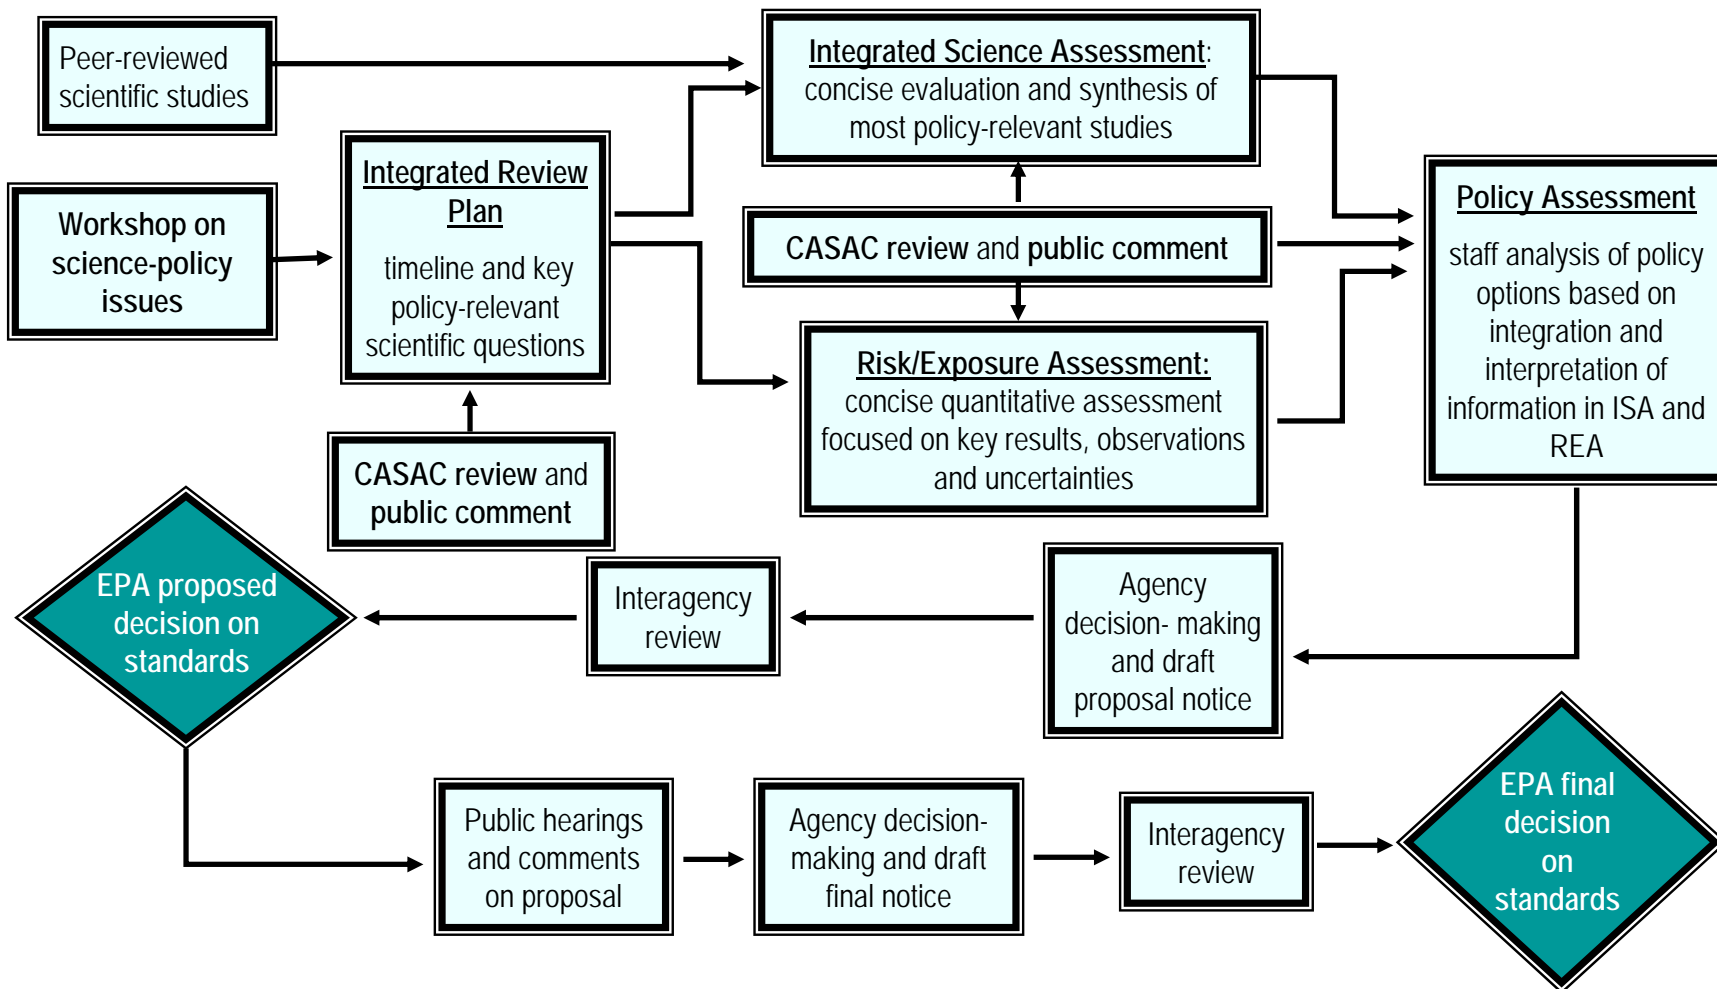 Peer-reviewed
scientific studies
Integrated Science Assessment:
concise evaluation and synthesis of
most policy-relevant studies
Workshop on
science-policy
issues
Integrated Review
Plan
timeline and key
policy-relevant
scientific questions
CASAC review and public comment
Policy Assessment
staff analysis of policy
options based on
integration and
interpretation of
information in ISA and
REA
Risk/Exposure Assessment:
concise quantitative assessment
focused on key results, observations
and uncertainties
CASAC review and
public comment
EPA proposed
decision on
standards
Interagency
review
Agency
decision- making
and draft
proposal notice
Public hearings
and comments
on proposal
Agency decision-
making and draft
final notice
Interagency
review
EPA final
decision
on
standards